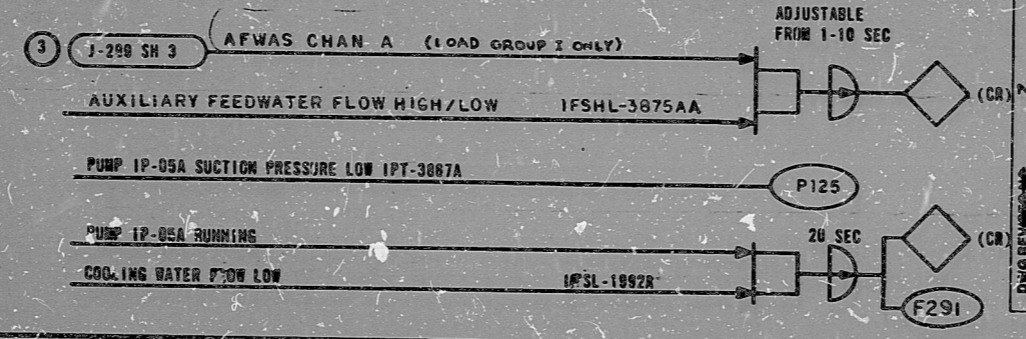 ADJUSTABLE
FROM 1-10 SEC
3
J-299 SH 3
AFWAS CHAN A (LOAD GROUP I ONLY)
AUXILIARY FEEDWATER FLOW HIGH/LOW 1FSHL-3875AA
(CR)
PUMP 1P-05A SUCTION PRESSURE LOW 1PT-3887A
P125
PUMP 1P-05A RUNNING
20 SEC
(CR)
COOLING WATER FLOW LOW
F291